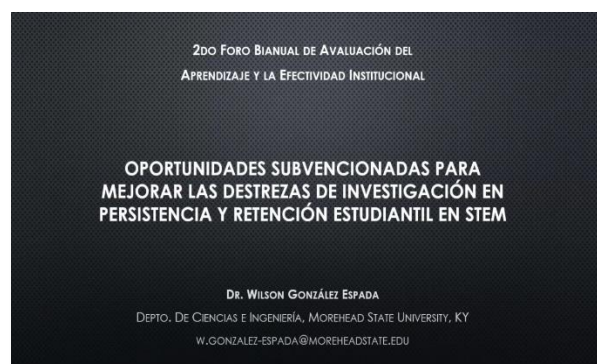 2DO FORO BIANUAL DE AVALUACIÓN DEL
APRENDIZAJE Y LA EFECTIVIDAD INSTITUCIONAL
OPORTUNIDADES SUBVENCIONADAS PARA
MEJORAR LAS DESTREZAS DE INVESTIGACIÓN EN
PERSISTENCIA Y RETENCIÓN ESTUDIANTIL EN STEM
DR. WILSON GONZÁLEZ ESPADA
DEPTO. DE CIENCIAS E INGENIERÍA, MOREHEAD STATE UNIVERSITY, KY
W.GONZALEZ-ESPADA@MOREHEADSTATE.EDU